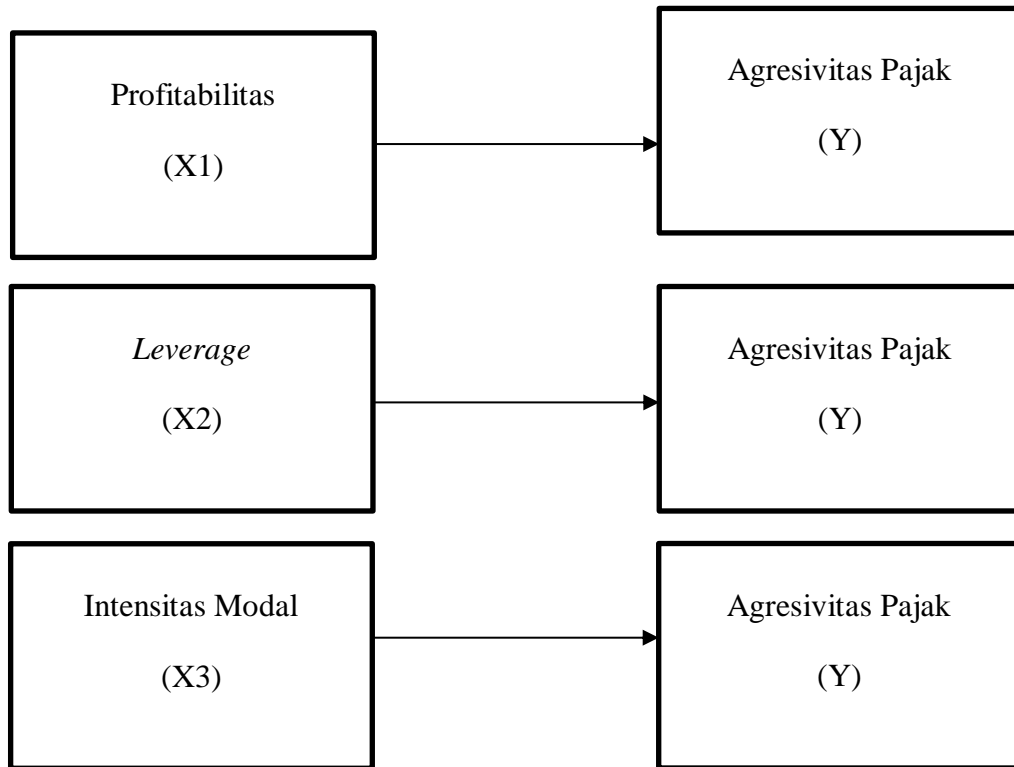 Profitabilitas
(X1)
Agresivitas Pajak
(Y)
Leverage
(X2)
Agresivitas Pajak
(Y)
Intensitas Modal
(X3)
Agresivitas Pajak
(Y)